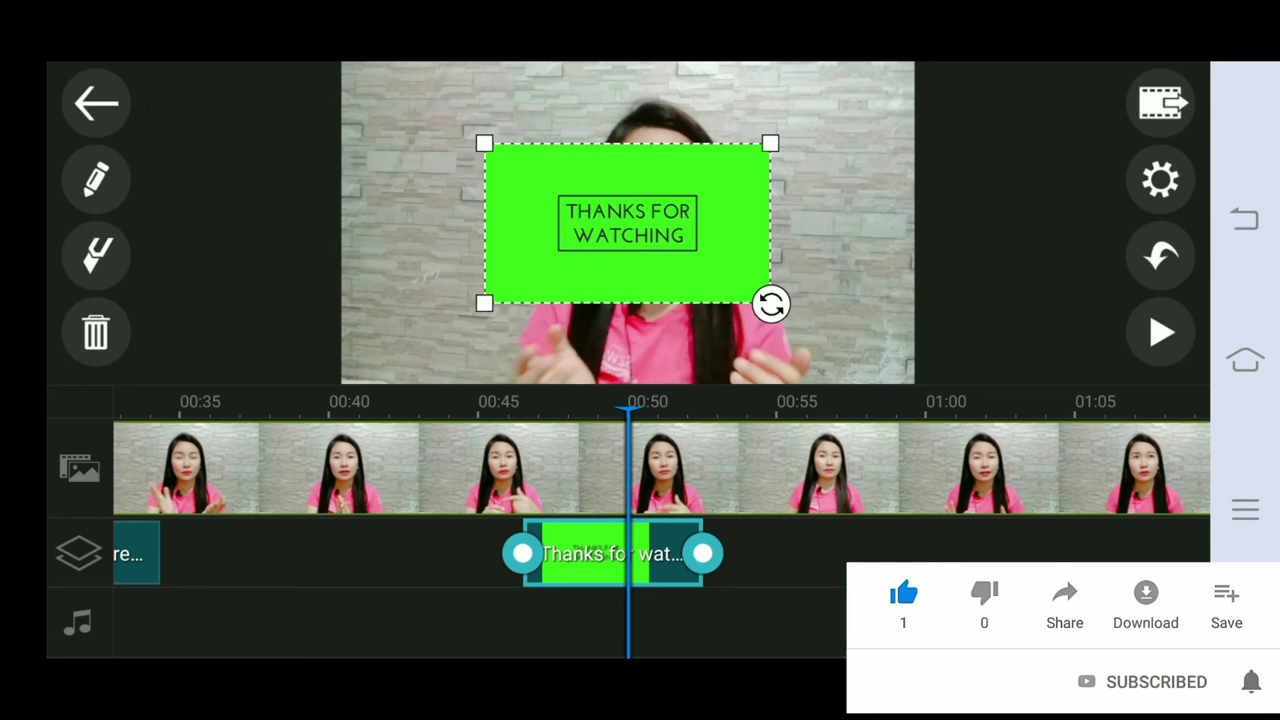 THANKS FOR
WATCHING
00:35
00:40
00:45
00:50
00:55
01:00
01:05
re...
Thanks for wat...
1
0
Share
Download
Save
SUBSCRIBED